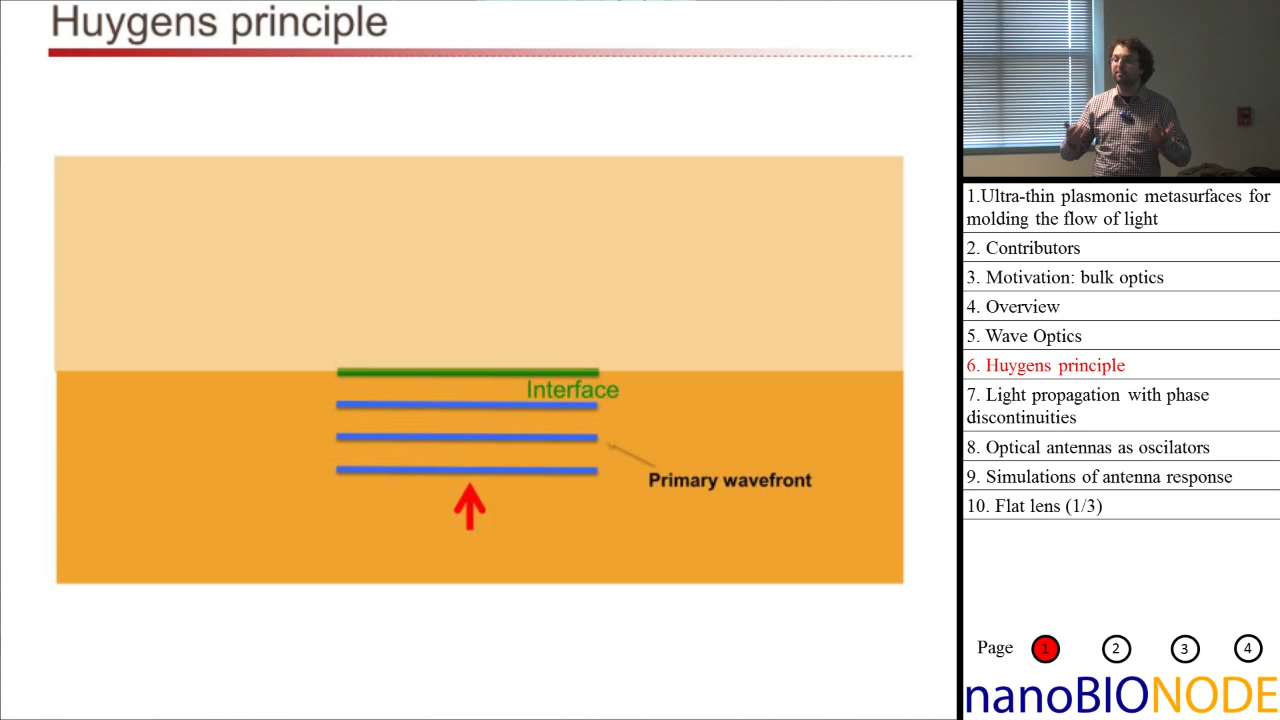 Huygens principle
Interface
Primary wavefront
1.Ultra-thin plasmonic metasurfaces for
molding the flow of light
2. Contributors
3. Motivation: bulk optics
4. Overview
5. Wave Optics
6. Huygens principle
7. Light propagation with phase
discontinuities
8. Optical antennas as oscilators
9. Simulations of antenna response
10. Flat lens (1/3)
Page 1 2 3 4
nanoBIONODE